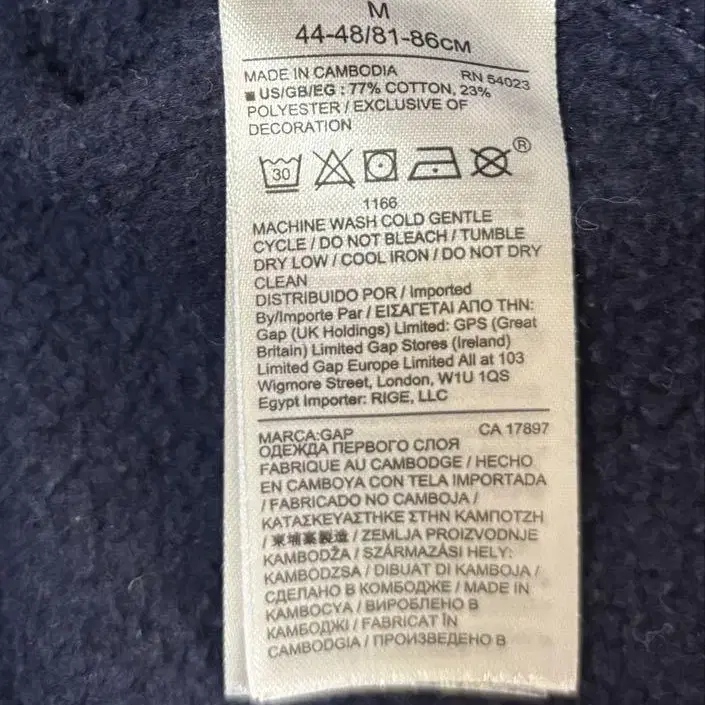 M
44-48/81-86CM
MADE IN CAMBODIA RN 54023
■ US/GB/EG : 77% COTTON, 23%
POLYESTER / EXCLUSIVE OF
DECORATION
30
®
1166
MACHINE WASH COLD GENTLE
CYCLE / DO NOT BLEACH / TUMBLE
DRY LOW / COOL IRON / DO NOT DRY
CLEAN
DISTRIBUIDO POR / Imported
By/Importe Par / ΕΙΣΑΓΕΤΑΙ ΑΠΟ ΤΗΝ:
Gap (UK Holdings) Limited: GPS (Great
Britain) Limited Gap Stores (Ireland)
Limited Gap Europe Limited All at 103
Wigmore Street, London, W1U 1QS
Egypt Importer: RIGE, LLC
MARCA:GAP CA 17897
ОДЕЖДА ПЕРВОГО СЛОЯ
FABRIQUE AU CAMBODGE / HECHO
EN CAMBOYA CON TELA IMPORTADA
/ FABRICADO NO CAMBOJA /
ΚΑΤΑΣΚΕΥΑΣΤΗΚΕ ΣΤΗΝ ΚΑΜΠΟΤΖΗ
/ 柬埔寨製造 / ZEMLJA PROIZVODNJE
KAMBODŽA / SZÁRMAZÁSI HELY:
KAMBODZSA / DIBUAT DI KAMBOJA /
СДЕЛАНО В КОМБОДЖЕ / MADE IN
KAMBOCYA / ВИРОБЛЕНО В
КАМБОДЖІ / FABRICAT ÎN
CAMBODGIA / ПРОИЗВЕДЕНО В